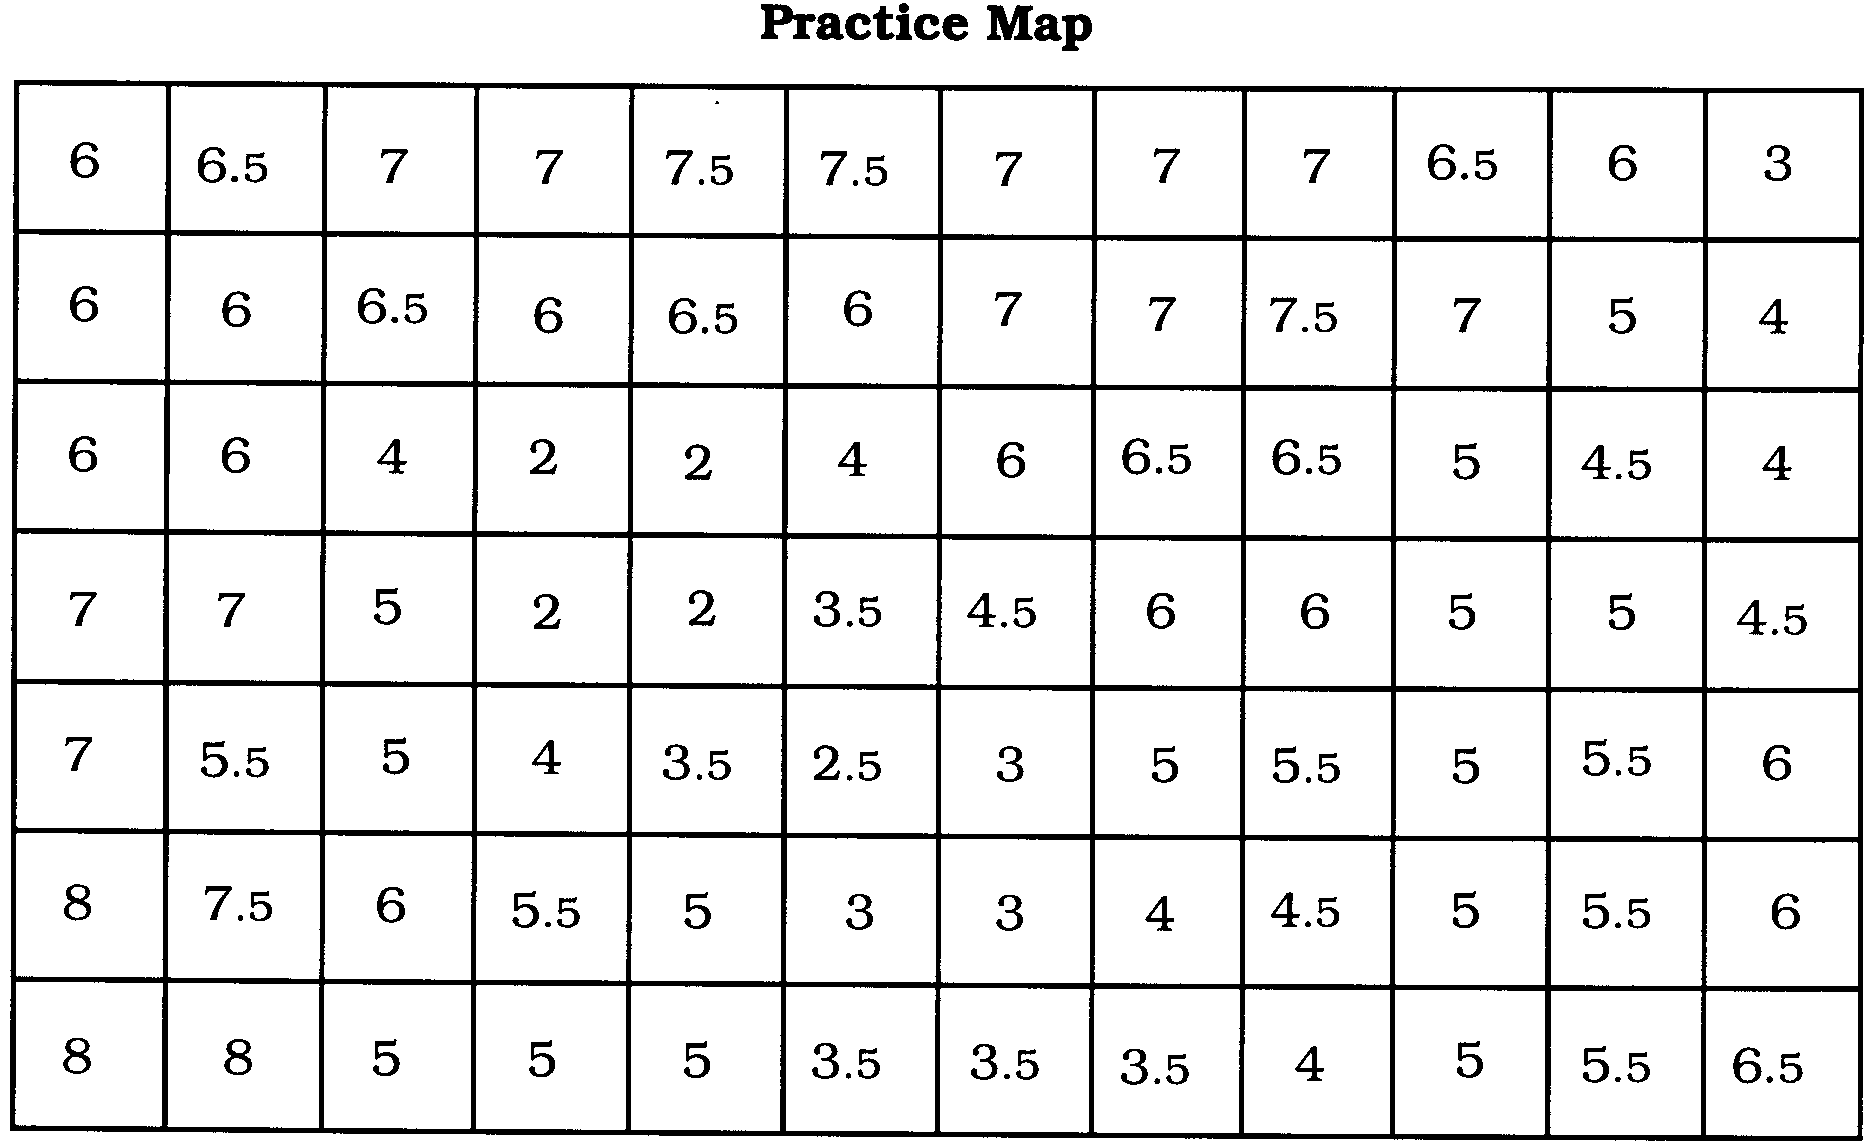 Practice Map
6 6.5 7 7 7.5 7.5 7 7 7 6.5 6 3
6 6 6.5 6 6.5 6 7 7 7.5 7 5 4
6 6 4 2 2 4 6 6.5 6.5 5 4.5 4
7 7 5 2 2 3.5 4.5 6 6 5 5 4.5
7 5.5 5 4 3.5 2.5 3 5 5.5 5 5.5 6
8 7.5 6 5.5 5 3 3 4 4.5 5 5.5 6
8 8 5 5 5 3.5 3.5 3.5 4 5 5.5 6.5